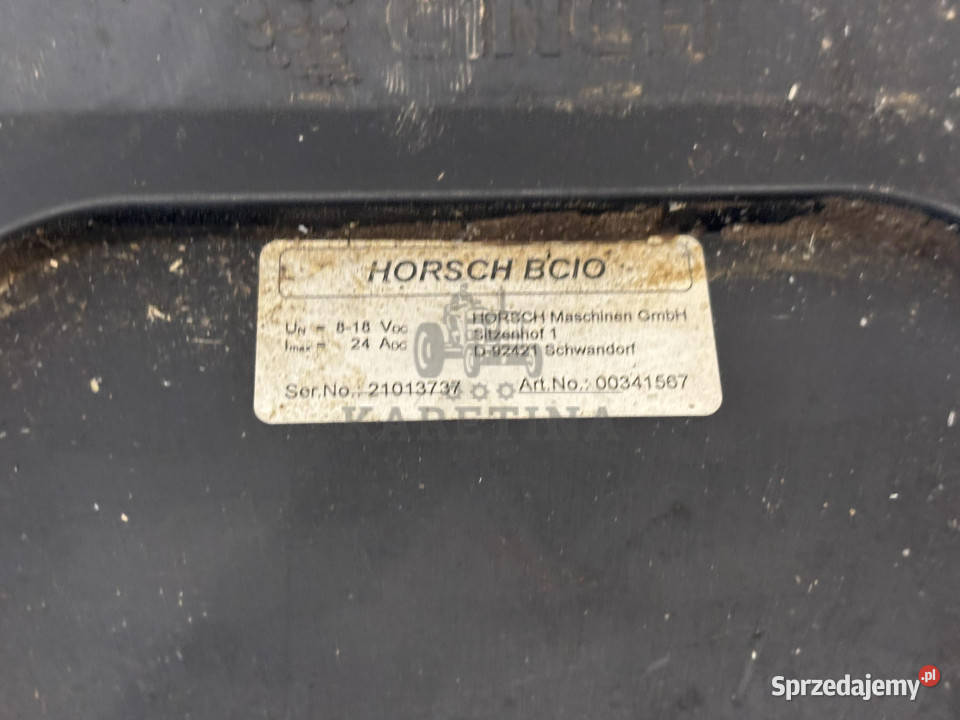 CINCH
HORSCH BCIO
UN = 8-18 VDC
Imax = 24 ADC
HORSCH Maschinen GmbH
Sitzenhof 1
D-92421 Schwandorf
Ser.No.: 21013737
Art.No.: 00341567
KARETINA
Sprzedajemy.pl